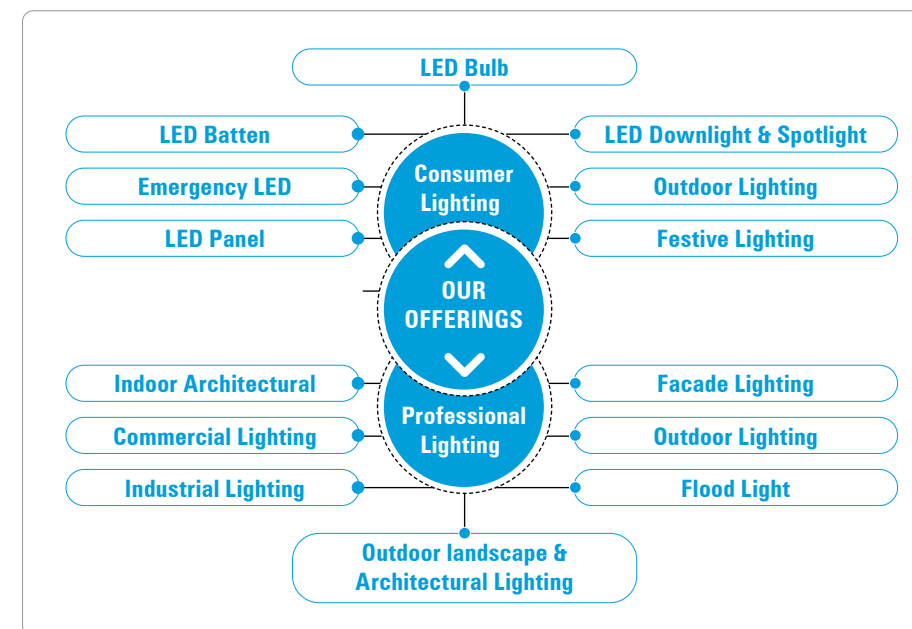 LED Bulb
LED Batten
LED Downlight & Spotlight
Emergency LED
Consumer
Lighting
Outdoor Lighting
LED Panel
Festive Lighting
OUR
OFFERINGS
Indoor Architectural
Facade Lighting
Commercial Lighting
Professional
Lighting
Outdoor Lighting
Industrial Lighting
Flood Light
Outdoor landscape &
Architectural Lighting